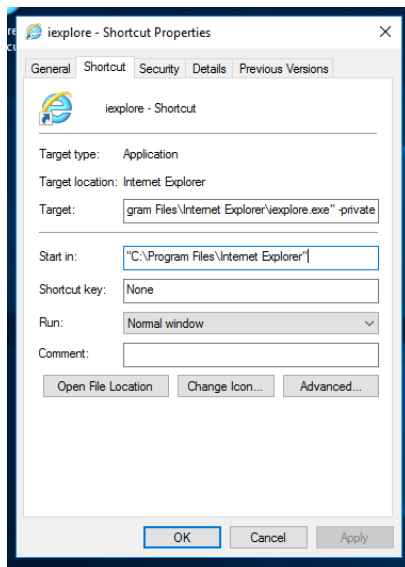 iexplore - Shortcut Properties
General Shortcut Security Details Previous Versions
iexplore - Shortcut
Target type: Application
Target location: Internet Explorer
Target: gram Files\Internet Explorer\iexplore.exe" -private
Start in: "C:\Program Files\Internet Explorer"
Shortcut key: None
Run: Normal window
Comment:
Open File Location Change Icon... Advanced...
OK Cancel Apply